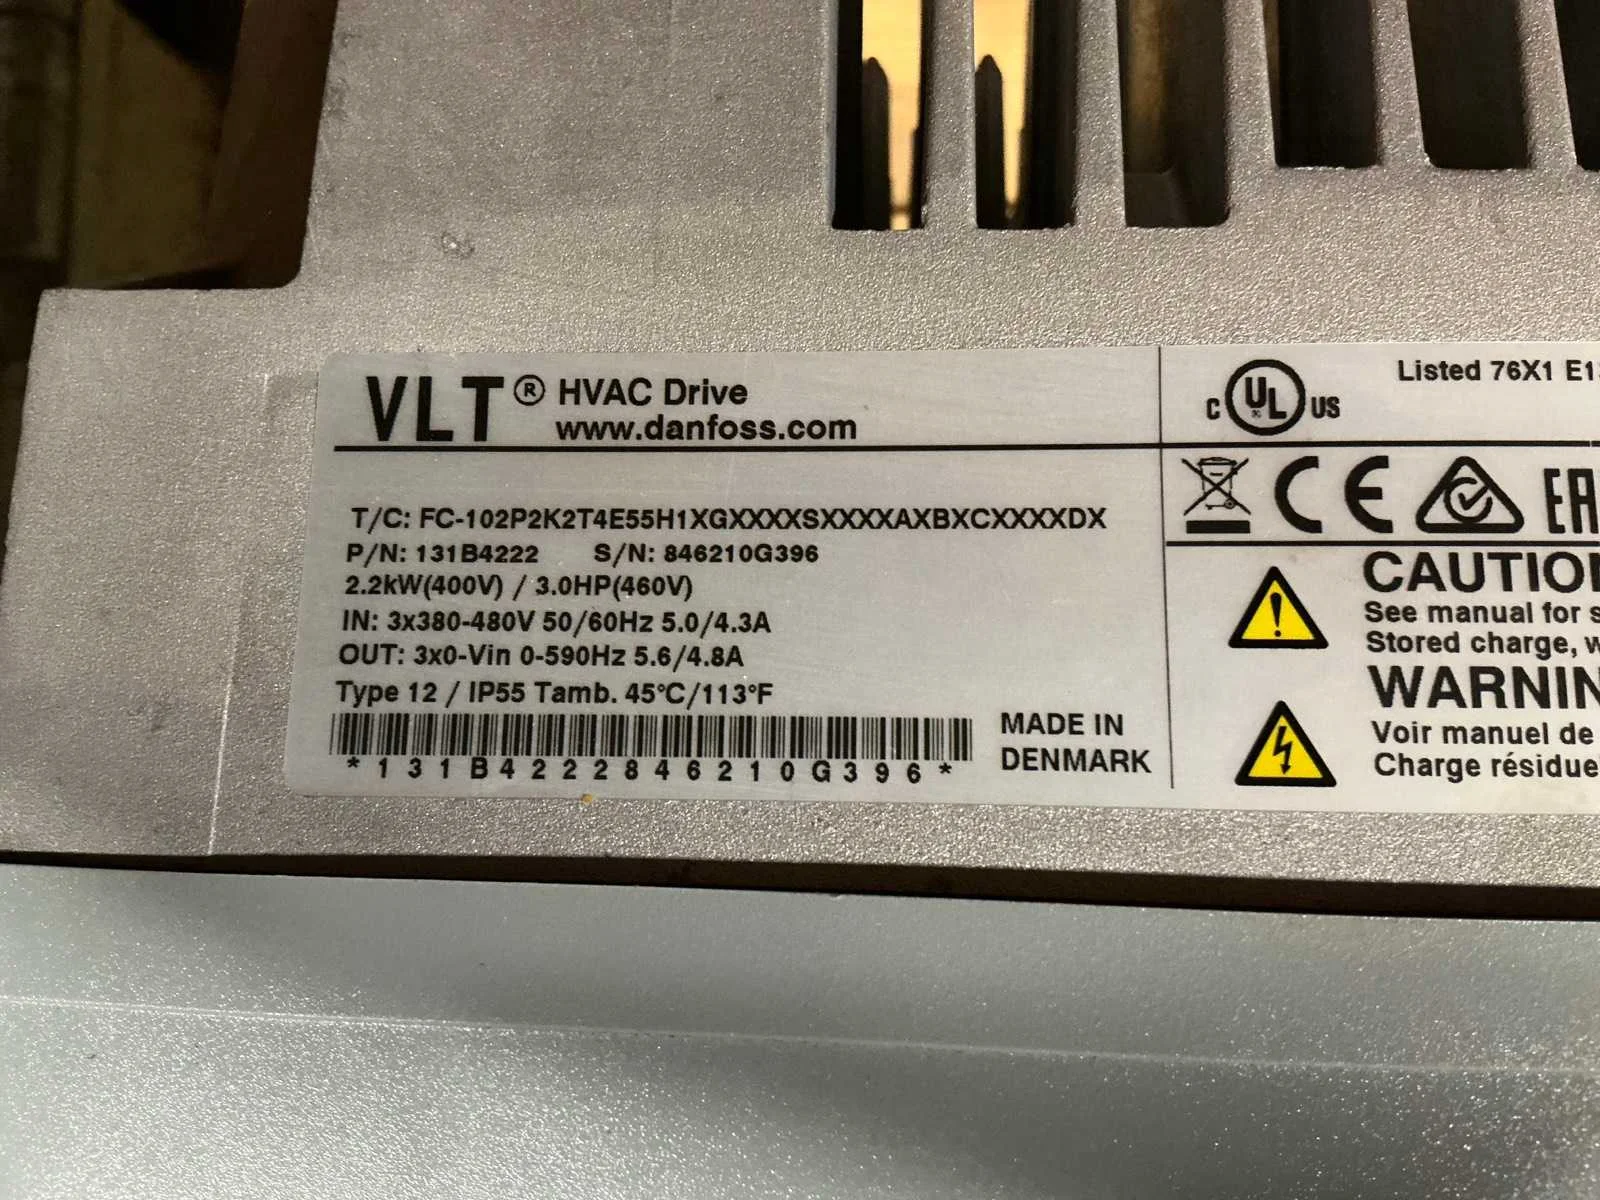 VLT® HVAC Drive
www.danfoss.com
T/C: FC-102P2K2T4E55H1XGXXXXSXXXXAXBXCXXXXDX
P/N: 131B4222 S/N: 846210G396
2.2kW(400V) / 3.0HP(460V)
IN: 3x380-480V 50/60Hz 5.0/4.3A
OUT: 3x0-Vin 0-590Hz 5.6/4.8A
Type 12 / IP55 Tamb. 45°C/113°F
*131B4222846210G396*
MADE IN
DENMARK
C UL US
Listed 76X1
CE
See manual for
Stored charge,
Voir manuel de
Charge